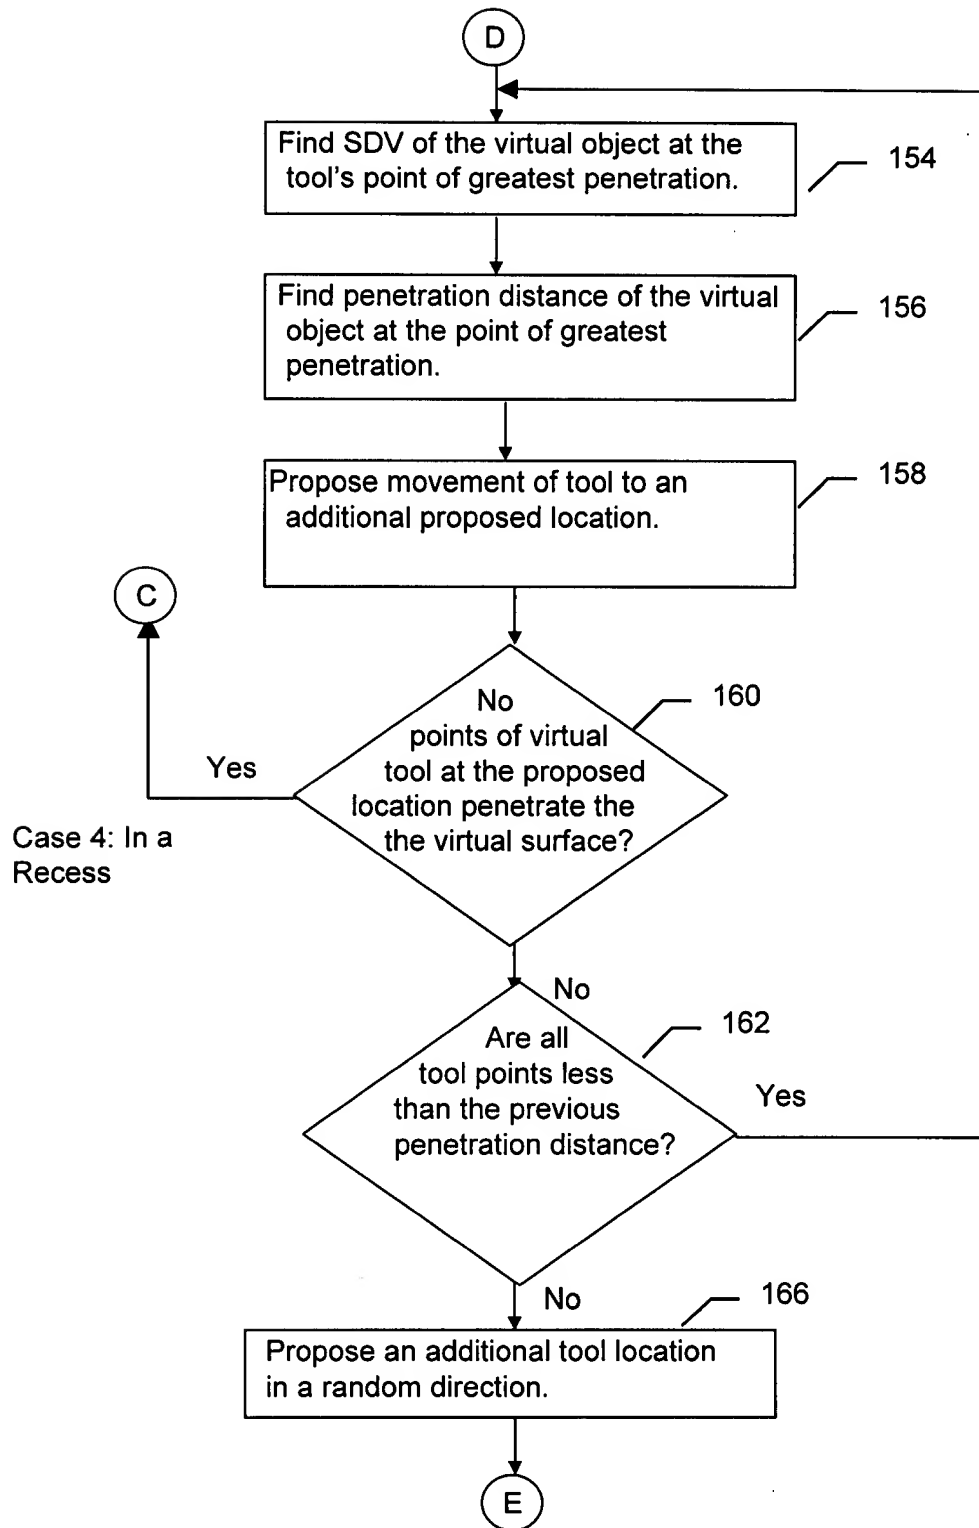 D
Find SDV of the virtual object at the
tool's point of greatest penetration.
154
Find penetration distance of the virtual
object at the point of greatest
penetration.
156
Propose movement of tool to an
additional proposed location.
158
C
No
points of virtual
tool at the proposed
location penetrate the
the virtual surface?
160
Yes
Case 4: In a
Recess
No
Are all
tool points less
than the previous
penetration distance?
162
Yes
No
166
Propose an additional tool location
in a random direction.
E